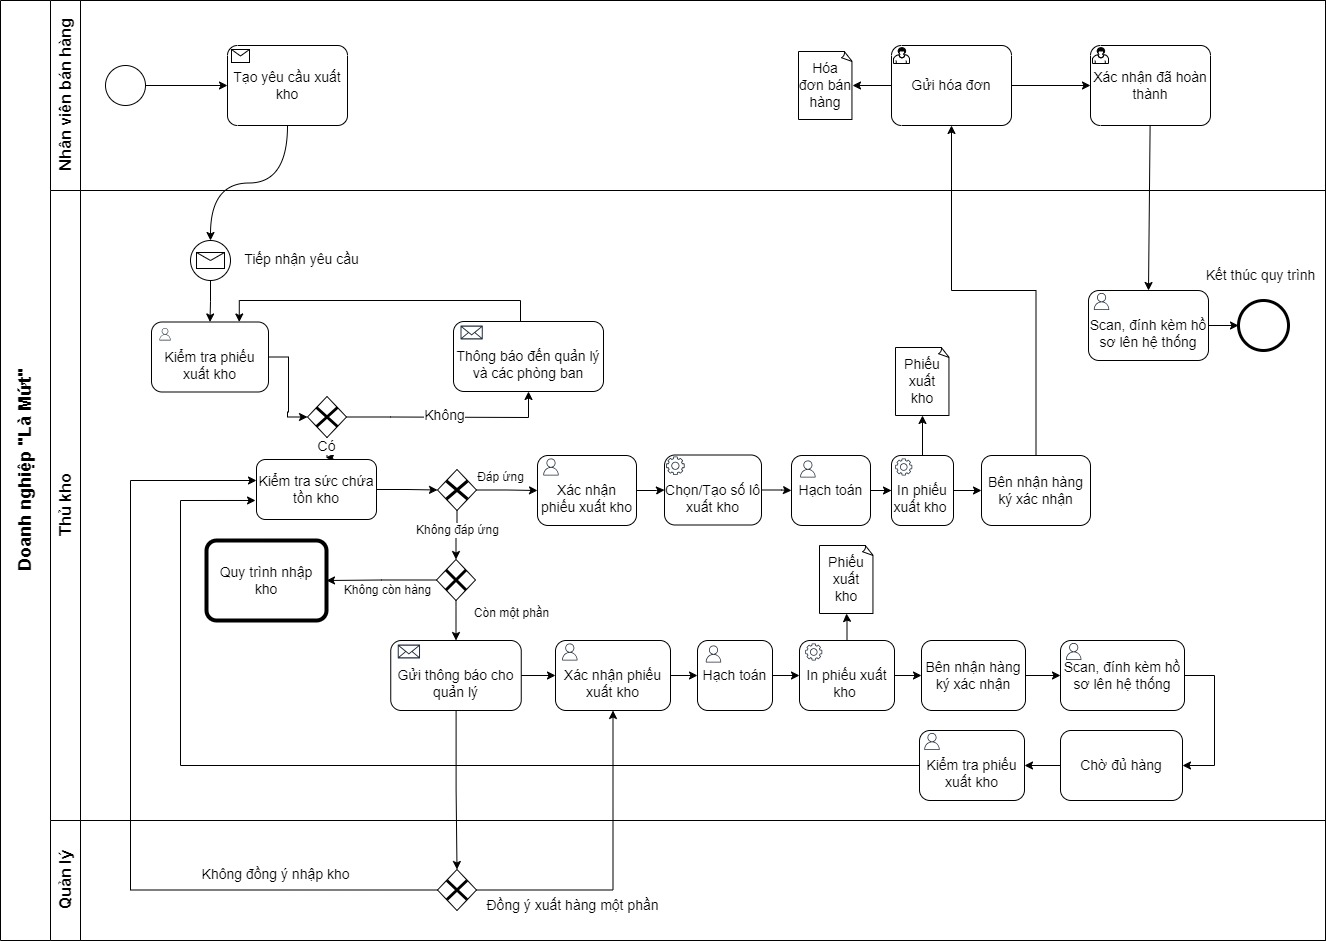 Doanh nghiệp "Là Mứt"
Nhân viên bán hàng
Tạo yêu cầu xuất
kho
Hóa
đơn bán
hàng
Gửi hóa đơn
Xác nhận đã hoàn
thành
Thủ kho
Tiếp nhận yêu cầu
Kết thúc quy trình
Scan, đính kèm hồ
sơ lên hệ thống
Kiểm tra phiếu
xuất kho
Thông báo đến quản lý
và các phòng ban
Không
Có
Phiếu
xuất
kho
Kiểm tra sức chứa
tồn kho
Đáp ứng
Xác nhận
phiếu xuất kho
Chọn/Tạo số lô
xuất kho
Hạch toán
In phiếu
xuất kho
Bên nhận hàng
ký xác nhận
Không đáp ứng
Quy trình nhập
kho
Không còn hàng
Còn một phần
Phiếu
xuất
kho
Gửi thông báo cho
quản lý
Xác nhận phiếu
xuất kho
Hạch toán
In phiếu xuất
kho
Bên nhận hàng
ký xác nhận
Scan, đính kèm hồ
sơ lên hệ thống
Kiểm tra phiếu
xuất kho
Chờ đủ hàng
Quản lý
Không đồng ý nhập kho
Đồng ý xuất hàng một phần